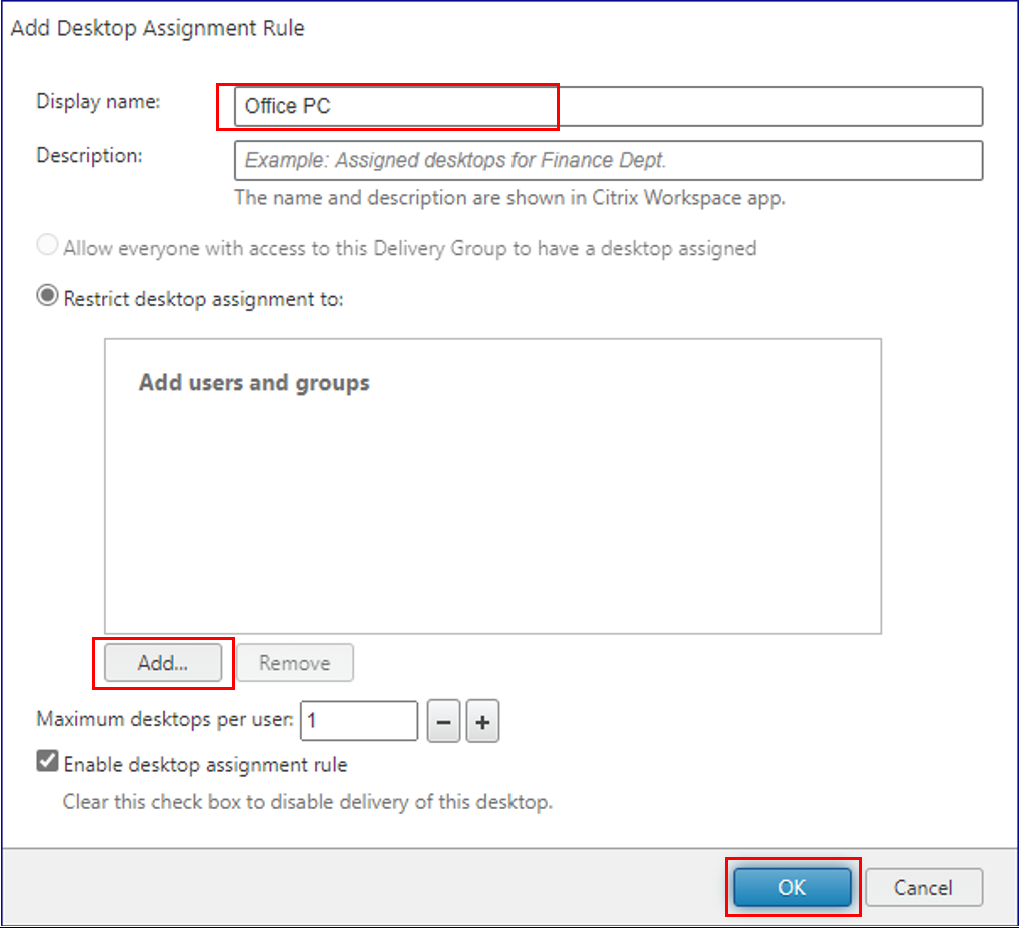 Add Desktop Assignment Rule
Display name:
Office PC
Description:
Example: Assigned desktops for Finance Dept.
The name and description are shown in Citrix Workspace app.
Allow everyone with access to this Delivery Group to have a desktop assigned
Restrict desktop assignment to:
Add users and groups
Add...
Remove
Maximum desktops per user:
1
−
+
Enable desktop assignment rule
Clear this check box to disable delivery of this desktop.
OK
Cancel